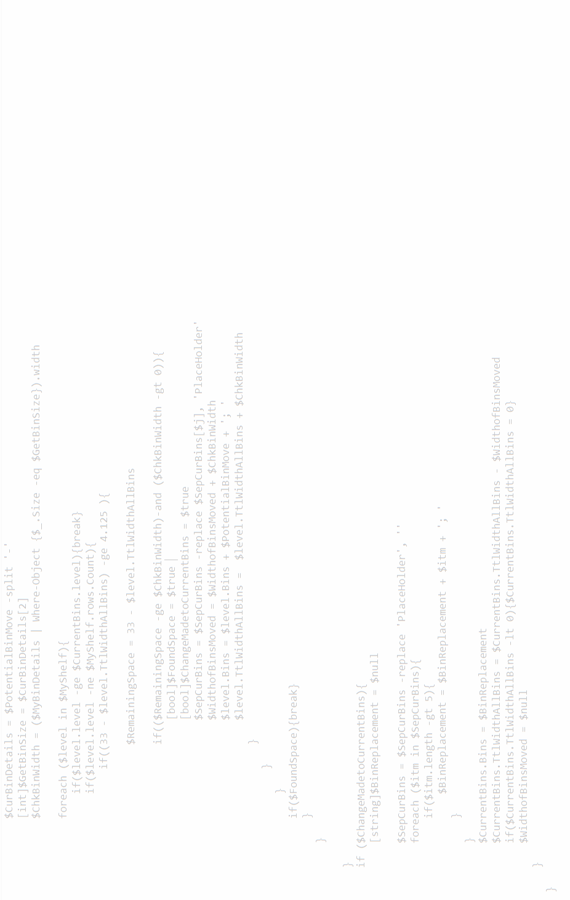 $CurBinDetails = $PotentialBinMove -split '-'
[int]$GetBinSize = $CurBinDetails[2]
$ChkBinWidth = ($MyBinDetails | Where-Object {$_.Size -eq $GetBinSize}).width
foreach ($level in $MyShelf){
if($level.level -ge $CurrentBins.level){break}
if($level.level -ne $MyShelf.rows.Count){
if((33 - $level.TtlWidthAllBins) -ge 4.125 ){
$RemainingSpace = 33 - $level.TtlWidthAllBins
if(($RemainingSpace -ge $ChkBinWidth)-and ($ChkBinWidth -gt 0)){
[bool]$FoundSpace = $true
[bool]$ChangeMadetoCurrentBins = $true
$SepCurBins = $SepCurBins -replace $SepCurBins[$j], 'PlaceHolder'
$WidthofBinsMoved = $WidthofBinsMoved + $ChkBinWidth
$level.Bins = $level.Bins + $PotentialBinMove + '; '
$level.TtlWidthAllBins = $level.TtlWidthAllBins + $ChkBinWidth
}
}
}
if($FoundSpace){break}
}
}
}
if ($ChangeMadetoCurrentBins){
[string]$BinReplacement = $null
$SepCurBins = $SepCurBins -replace 'PlaceHolder', ''
foreach ($itm in $SepCurBins){
if($itm.length -gt 5){
$BinReplacement = $BinReplacement + $itm + '; '
}
}
$CurrentBins.Bins = $BinReplacement
$CurrentBins.TtlWidthAllBins = $CurrentBins.TtlWidthAllBins - $WidthofBinsMoved
if($CurrentBins.TtlWidthAllBins -lt 0){$CurrentBins.TtlWidthAllBins = 0}
$WidthofBinsMoved = $null
}
}